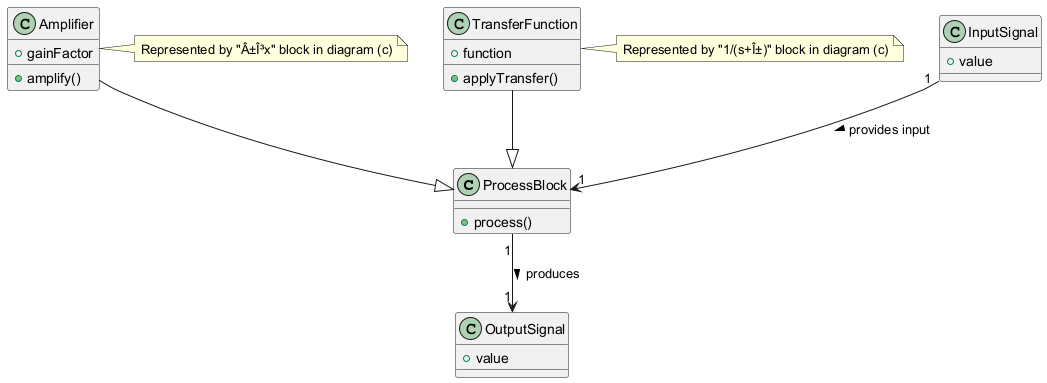 C Amplifier
gainFactor
amplify()
Represented by "Â±Î³x" block in diagram (c)
C TransferFunction
function
applyTransfer()
Represented by "1/(s+Î±)" block in diagram (c)
C InputSignal
value
1
provides input
1
C ProcessBlock
process()
1
produces
1
C OutputSignal
value